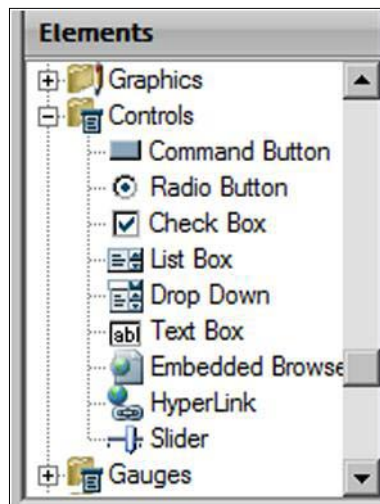 Elements
Graphics
Controls
Command Button
Radio Button
Check Box
List Box
Drop Down
abl Text Box
Embedded Browse
HyperLink
Slider
Gauges